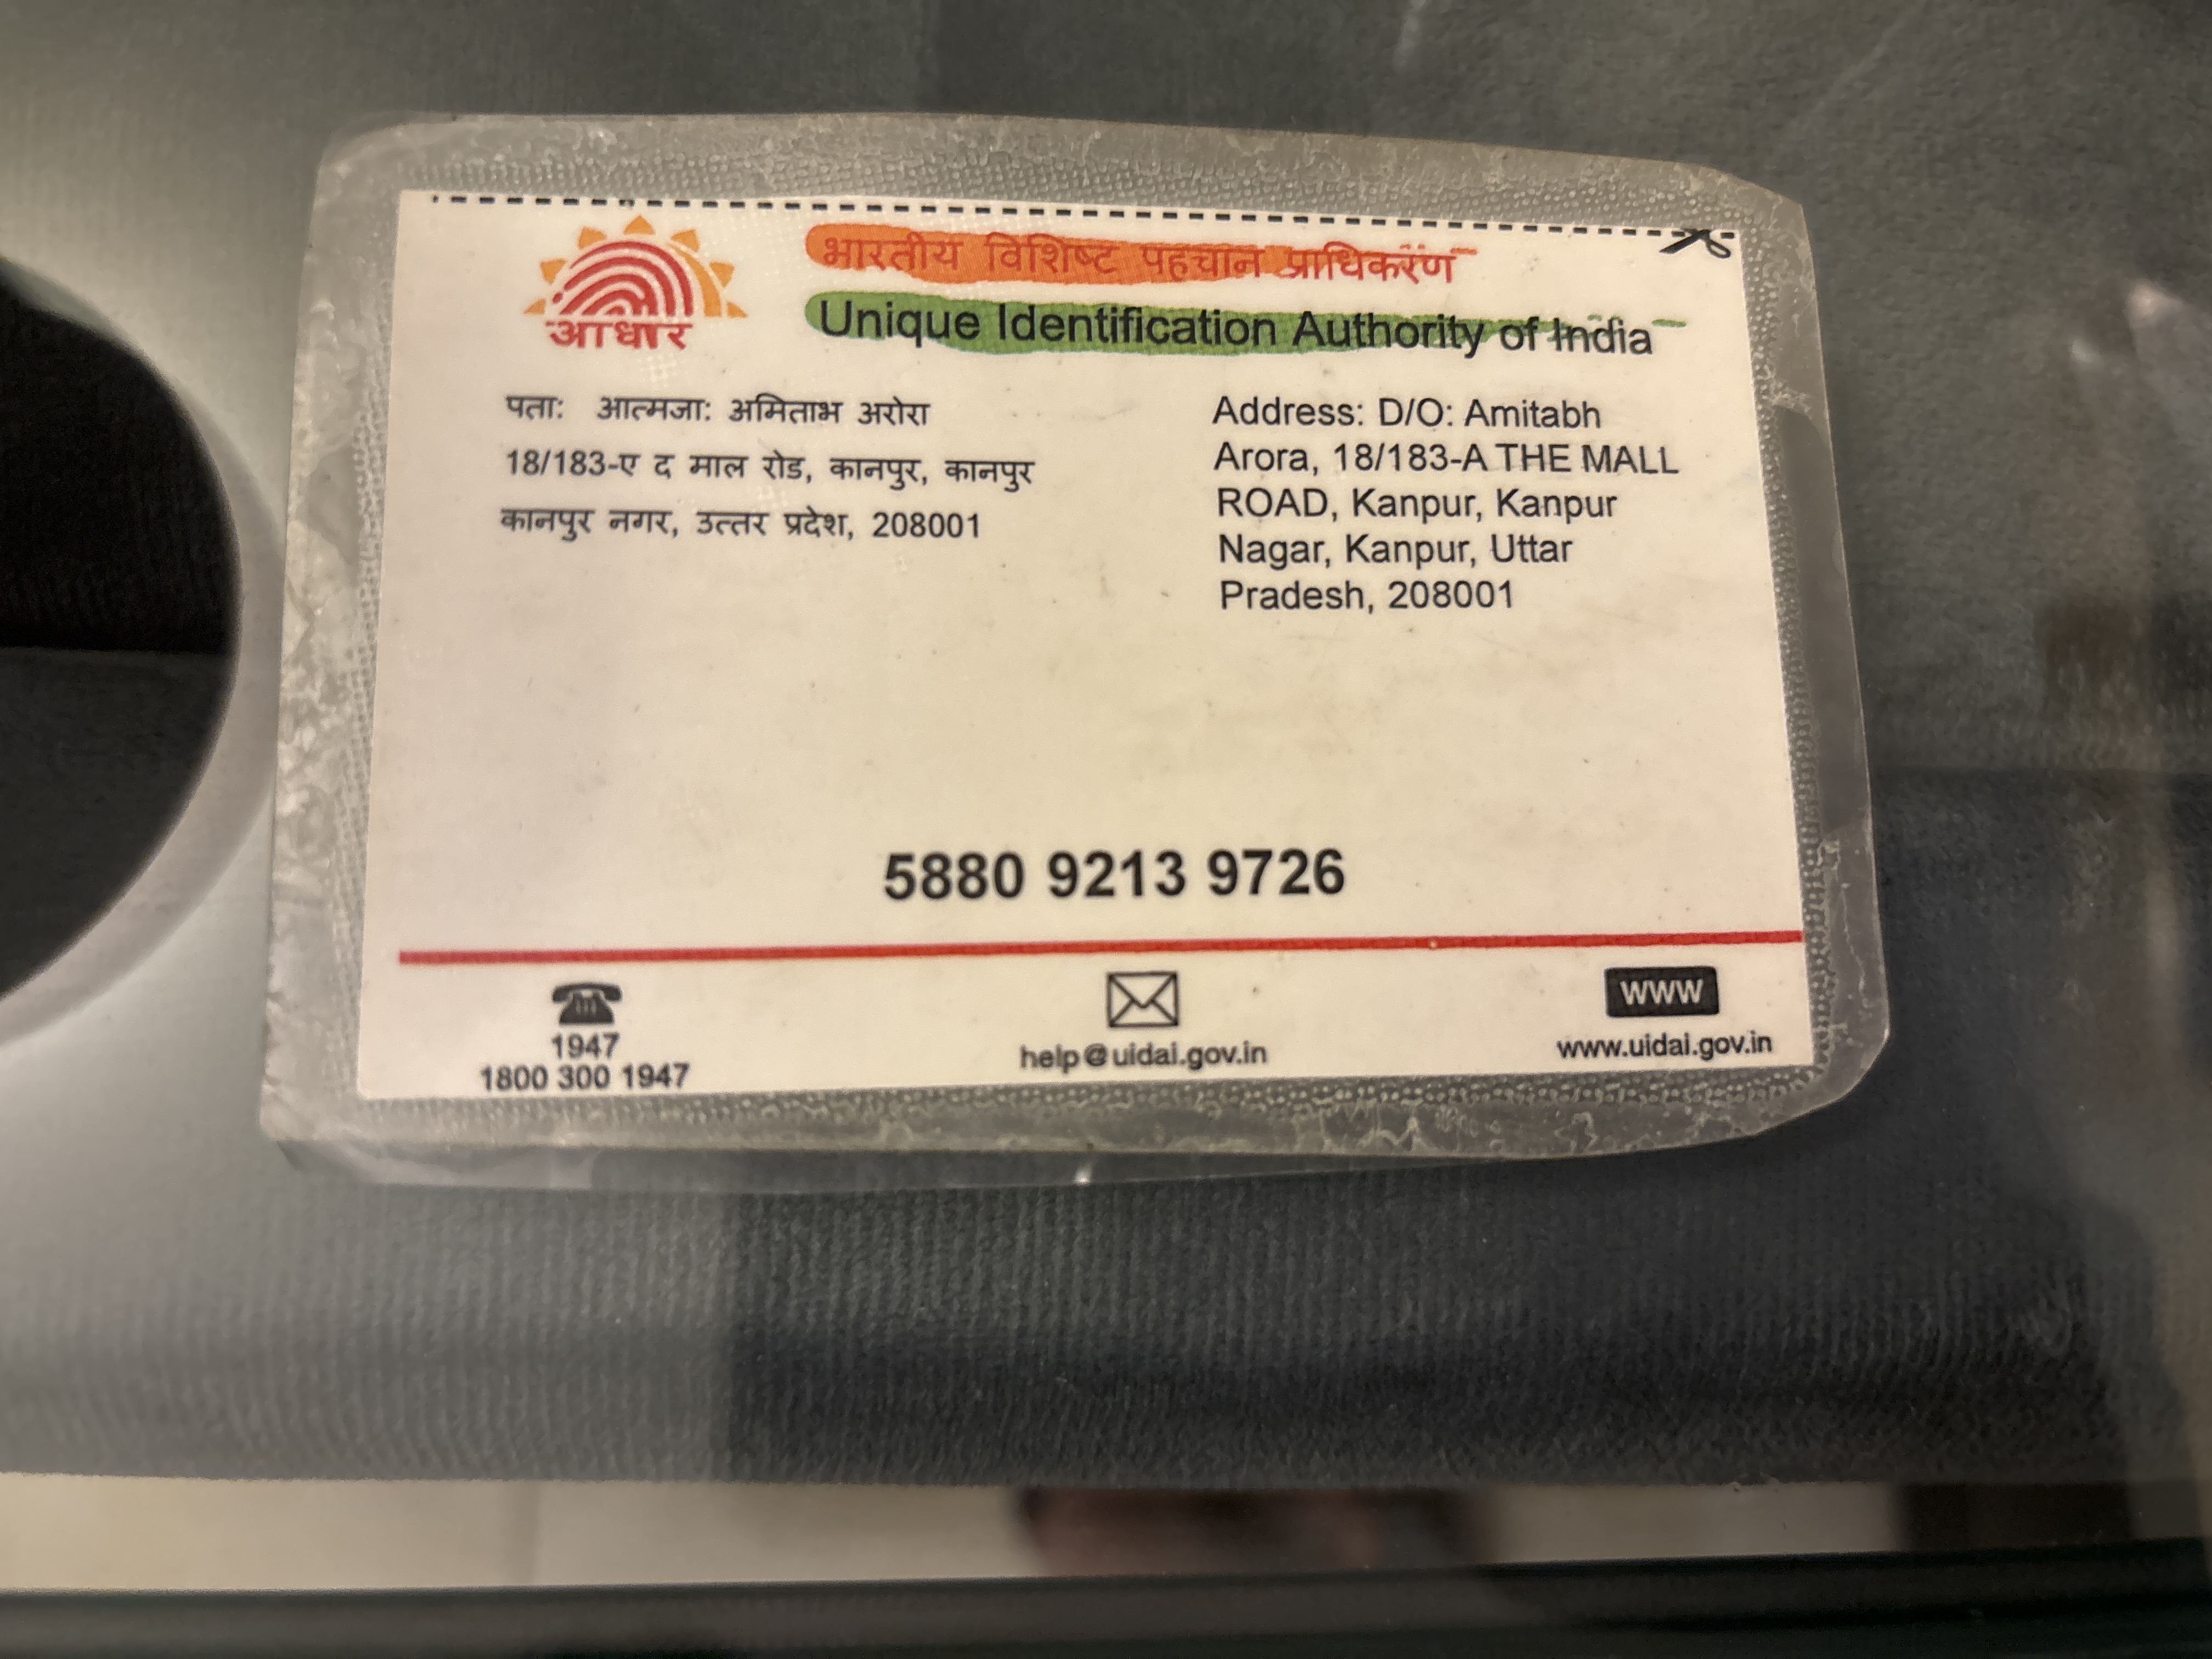 आधार
भारतीय विशिष्ट पहचान प्राधिकरण
Unique Identification Authority of India
पता: आत्मजा: अमिताभ अरोरा
18/183-ए द माल रोड, कानपुर, कानपुर
कानपुर नगर, उत्तर प्रदेश, 208001
Address: D/O: Amitabh
Arora, 18/183-A THE MALL
ROAD, Kanpur, Kanpur
Nagar, Kanpur, Uttar
Pradesh, 208001
5880 9213 9726
1947
1800 300 1947
help@uidai.gov.in
WWW
www.uidai.gov.in